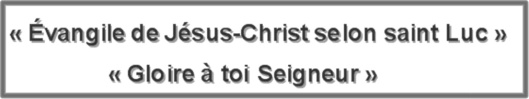 « Évangile de Jésus-Christ selon saint Luc »
« Gloire à toi Seigneur »